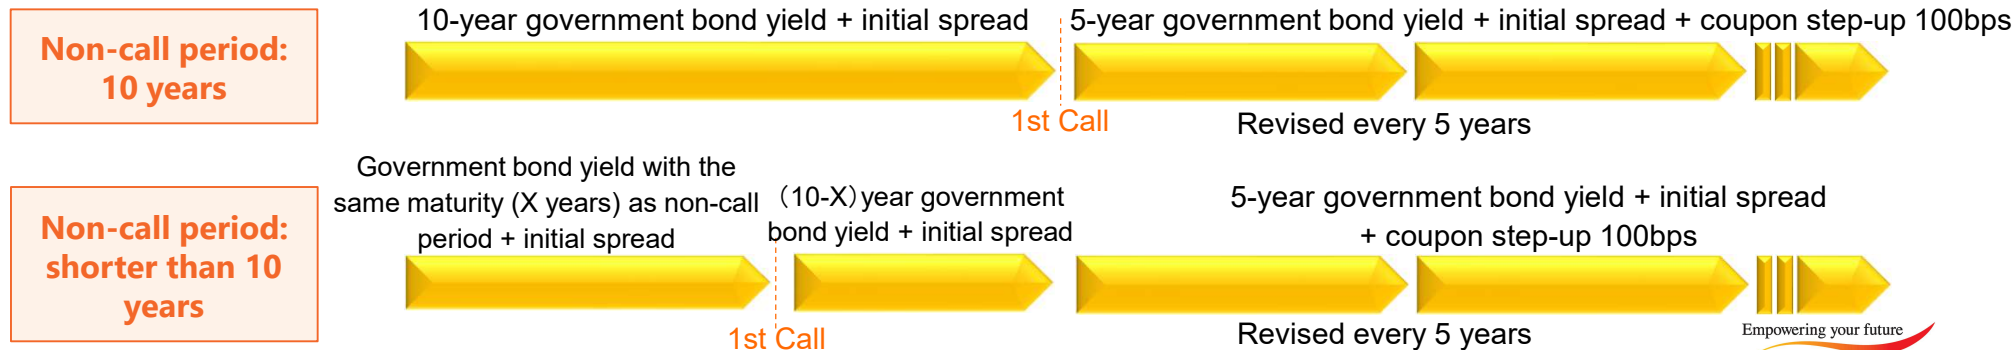 Non-call period:
10 years
10-year government bond yield + initial spread
5-year government bond yield + initial spread + coupon step-up 100bps
1st Call
Revised every 5 years
Non-call period:
shorter than 10
years
Government bond yield with the
same maturity (X years) as non-call
period + initial spread
（10-X）year government
bond yield + initial spread
5-year government bond yield + initial spread
+ coupon step-up 100bps
1st Call
Revised every 5 years
Empowering your future